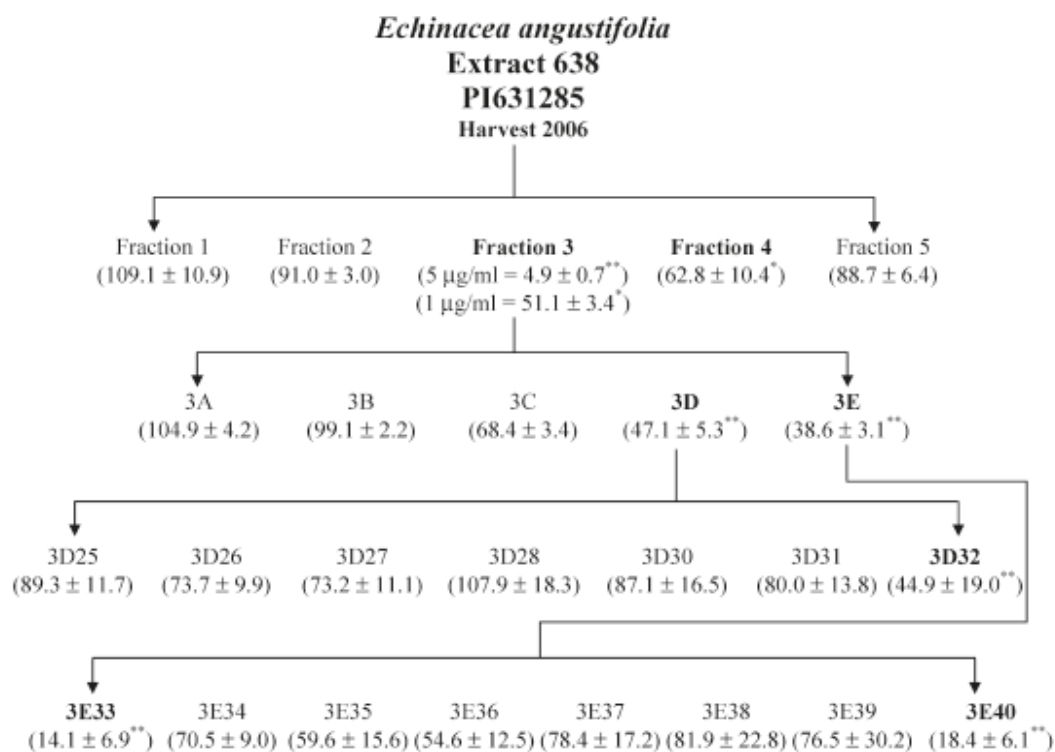 Echinacea angustifolia
Extract 638
PI631285
Harvest 2006
Fraction 1 Fraction 2 Fraction 3 Fraction 4 Fraction 5
(109.1 ± 10.9) (91.0 ± 3.0) (5 µg/ml = 4.9 ± 0.7**) (62.8 ± 10.4*) (88.7 ± 6.4)
(1 µg/ml = 51.1 ± 3.4*)
3A 3B 3C 3D 3E
(104.9 ± 4.2) (99.1 ± 2.2) (68.4 ± 3.4) (47.1 ± 5.3**) (38.6 ± 3.1**)
3D25 3D26 3D27 3D28 3D30 3D31 3D32
(89.3 ± 11.7) (73.7 ± 9.9) (73.2 ± 11.1) (107.9 ± 18.3) (87.1 ± 16.5) (80.0 ± 13.8) (44.9 ± 19.0**)
3E33 3E34 3E35 3E36 3E37 3E38 3E39 3E40
(14.1 ± 6.9**) (70.5 ± 9.0) (59.6 ± 15.6) (54.6 ± 12.5) (78.4 ± 17.2) (81.9 ± 22.8) (76.5 ± 30.2) (18.4 ± 6.1**)